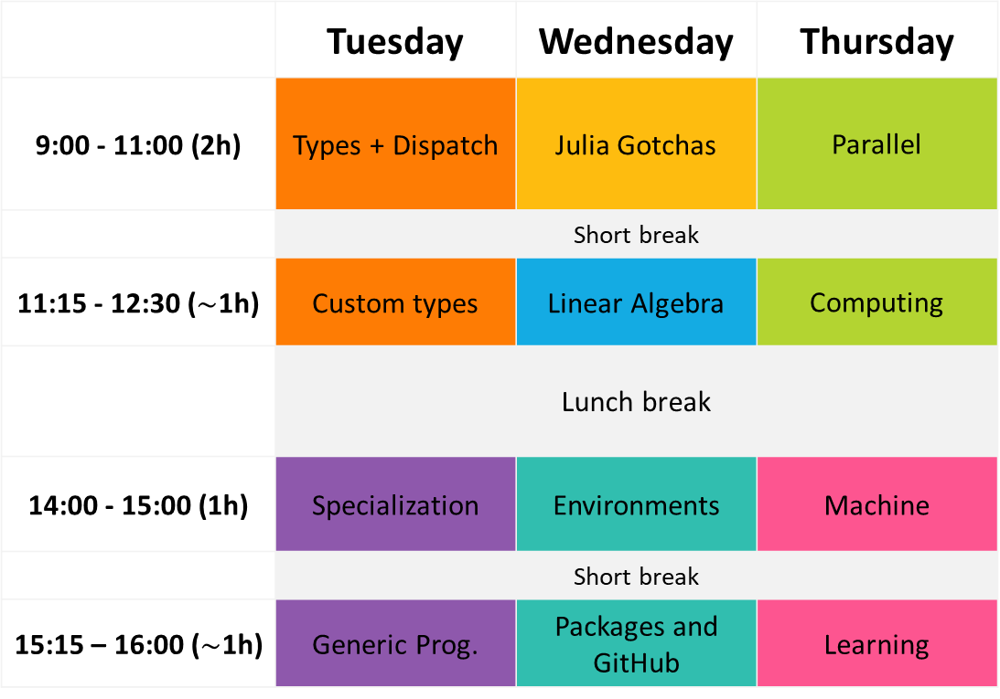 Tuesday Wednesday Thursday
9:00 - 11:00 (2h) Types + Dispatch Julia Gotchas Parallel
Short break
11:15 - 12:30 (~1h) Custom types Linear Algebra Computing
Lunch break
14:00 - 15:00 (1h) Specialization Environments Machine
Short break
15:15 – 16:00 (~1h) Generic Prog. Packages and GitHub Learning